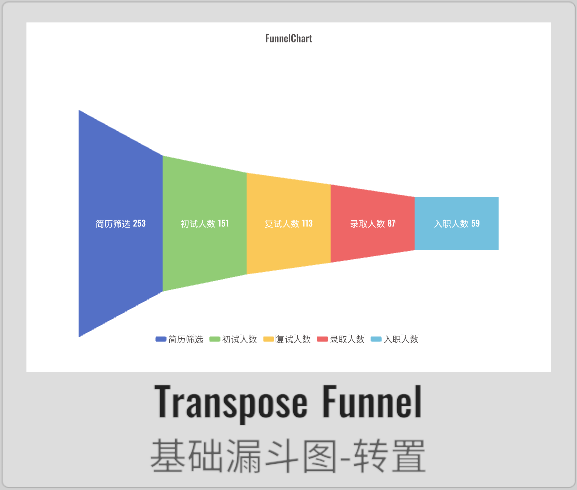 FunnelChart
简历筛选 253
初试人数 151
复试人数 113
录取人数 87
入职人数 59
简历筛选 初试人数 复试人数 录取人数 入职人数
Transpose Funnel
基础漏斗图-转置